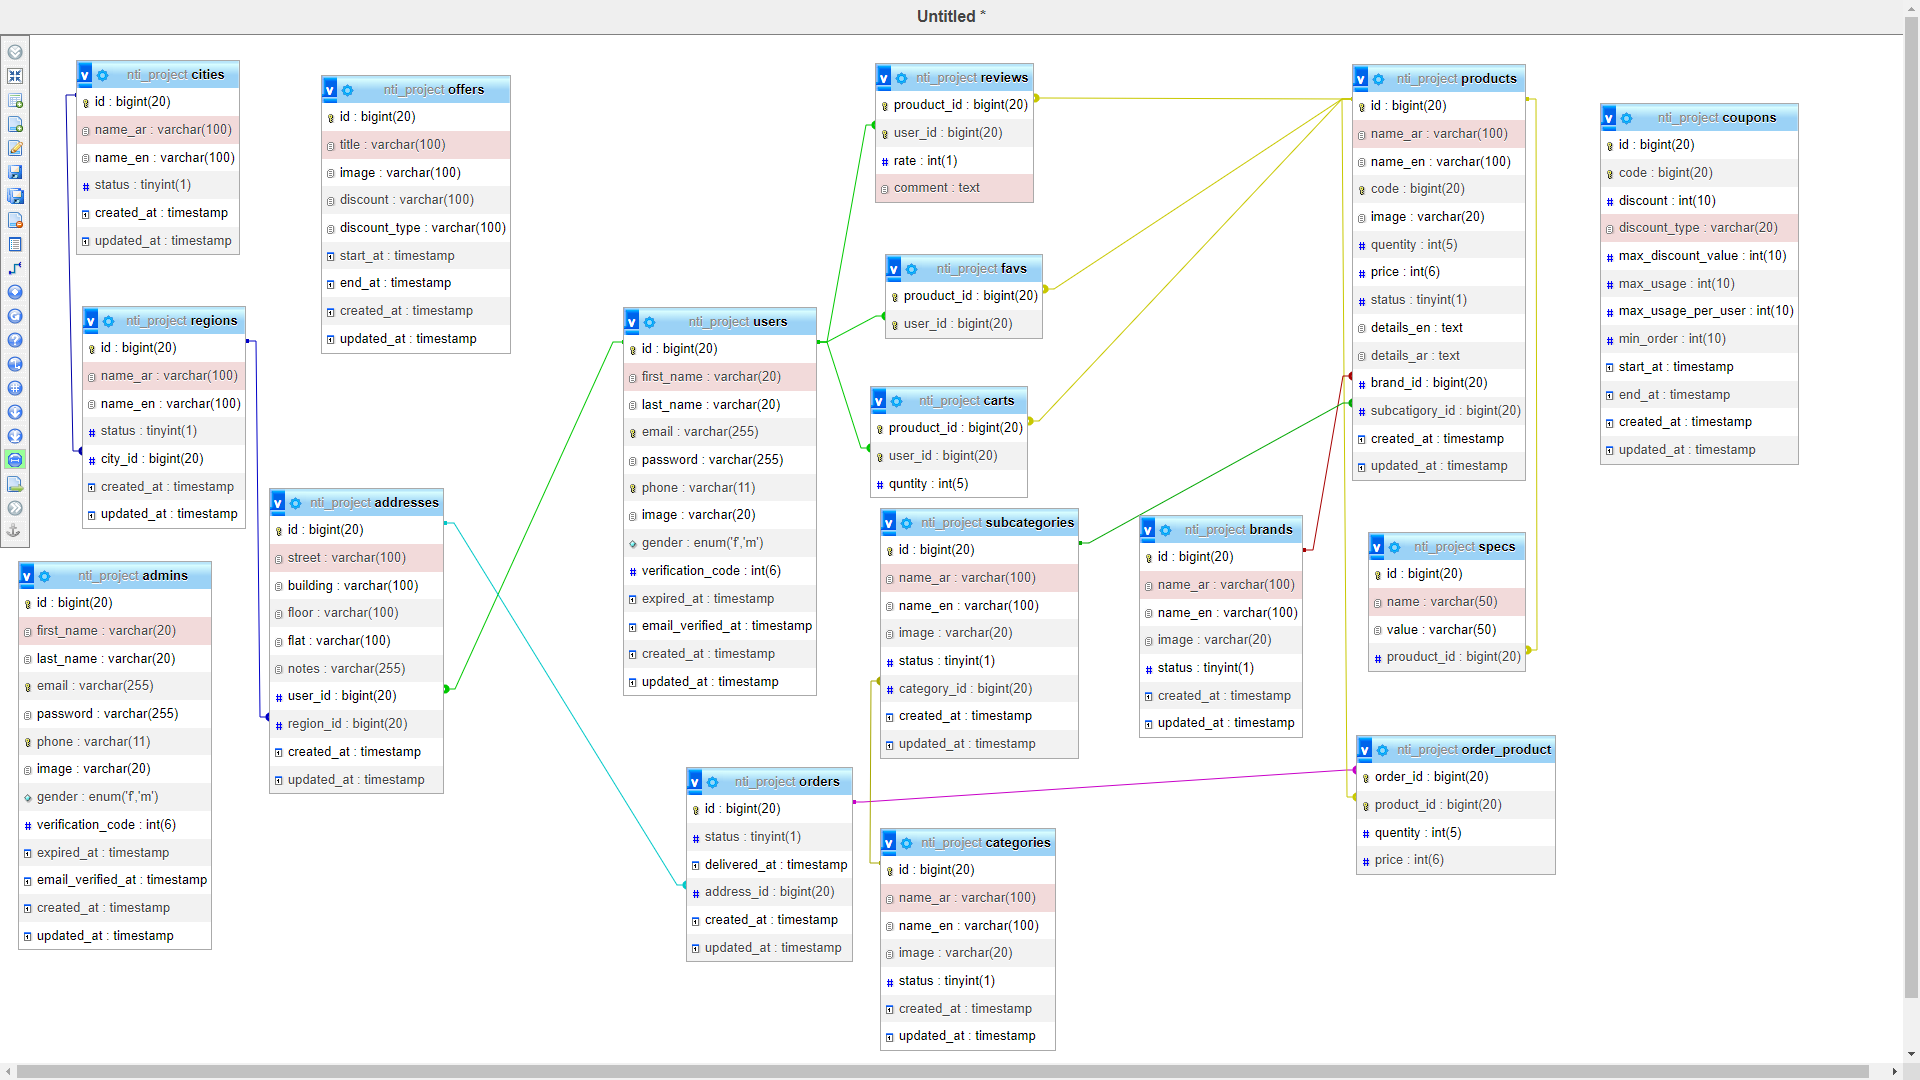 Untitled *
nti_project cities
id : bigint(20)
name_ar : varchar(100)
name_en : varchar(100)
status : tinyint(1)
created_at : timestamp
updated_at : timestamp
nti_project offers
id : bigint(20)
title : varchar(100)
image : varchar(100)
discount : varchar(100)
discount_type : varchar(100)
start_at : timestamp
end_at : timestamp
created_at : timestamp
updated_at : timestamp
nti_project reviews
prouduct_id : bigint(20)
user_id : bigint(20)
rate : int(1)
comment : text
nti_project products
id : bigint(20)
name_ar : varchar(100)
name_en : varchar(100)
code : bigint(20)
image : varchar(20)
quentity : int(5)
price : int(6)
status : tinyint(1)
details_en : text
details_ar : text
brand_id : bigint(20)
subcatigory_id : bigint(20)
created_at : timestamp
updated_at : timestamp
nti_project coupons
id : bigint(20)
code : bigint(20)
discount : int(10)
discount_type : varchar(20)
max_discount_value : int(10)
max_usage : int(10)
max_usage_per_user : int(10)
min_order : int(10)
start_at : timestamp
end_at : timestamp
created_at : timestamp
updated_at : timestamp
nti_project favs
prouduct_id : bigint(20)
user_id : bigint(20)
nti_project regions
id : bigint(20)
name_ar : varchar(100)
name_en : varchar(100)
status : tinyint(1)
city_id : bigint(20)
created_at : timestamp
updated_at : timestamp
nti_project users
id : bigint(20)
first_name : varchar(20)
last_name : varchar(20)
email : varchar(255)
password : varchar(255)
phone : varchar(11)
image : varchar(20)
gender : enum('f','m')
verification_code : int(6)
expired_at : timestamp
email_verified_at : timestamp
created_at : timestamp
updated_at : timestamp
nti_project carts
prouduct_id : bigint(20)
user_id : bigint(20)
quntity : int(5)
nti_project addresses
id : bigint(20)
street : varchar(100)
building : varchar(100)
floor : varchar(100)
flat : varchar(100)
notes : varchar(255)
user_id : bigint(20)
region_id : bigint(20)
created_at : timestamp
updated_at : timestamp
nti_project subcategories
id : bigint(20)
name_ar : varchar(100)
name_en : varchar(100)
image : varchar(20)
status : tinyint(1)
category_id : bigint(20)
created_at : timestamp
updated_at : timestamp
nti_project brands
id : bigint(20)
name_ar : varchar(100)
name_en : varchar(100)
image : varchar(20)
status : tinyint(1)
created_at : timestamp
updated_at : timestamp
nti_project specs
id : bigint(20)
name : varchar(50)
value : varchar(50)
prouduct_id : bigint(20)
nti_project admins
id : bigint(20)
first_name : varchar(20)
last_name : varchar(20)
email : varchar(255)
password : varchar(255)
phone : varchar(11)
image : varchar(20)
gender : enum('f','m')
verification_code : int(6)
expired_at : timestamp
email_verified_at : timestamp
created_at : timestamp
updated_at : timestamp
nti_project order_product
order_id : bigint(20)
product_id : bigint(20)
quentity : int(5)
price : int(6)
nti_project orders
id : bigint(20)
status : tinyint(1)
delivered_at : timestamp
address_id : bigint(20)
created_at : timestamp
updated_at : timestamp
nti_project categories
id : bigint(20)
name_ar : varchar(100)
name_en : varchar(100)
image : varchar(20)
status : tinyint(1)
created_at : timestamp
updated_at : timestamp